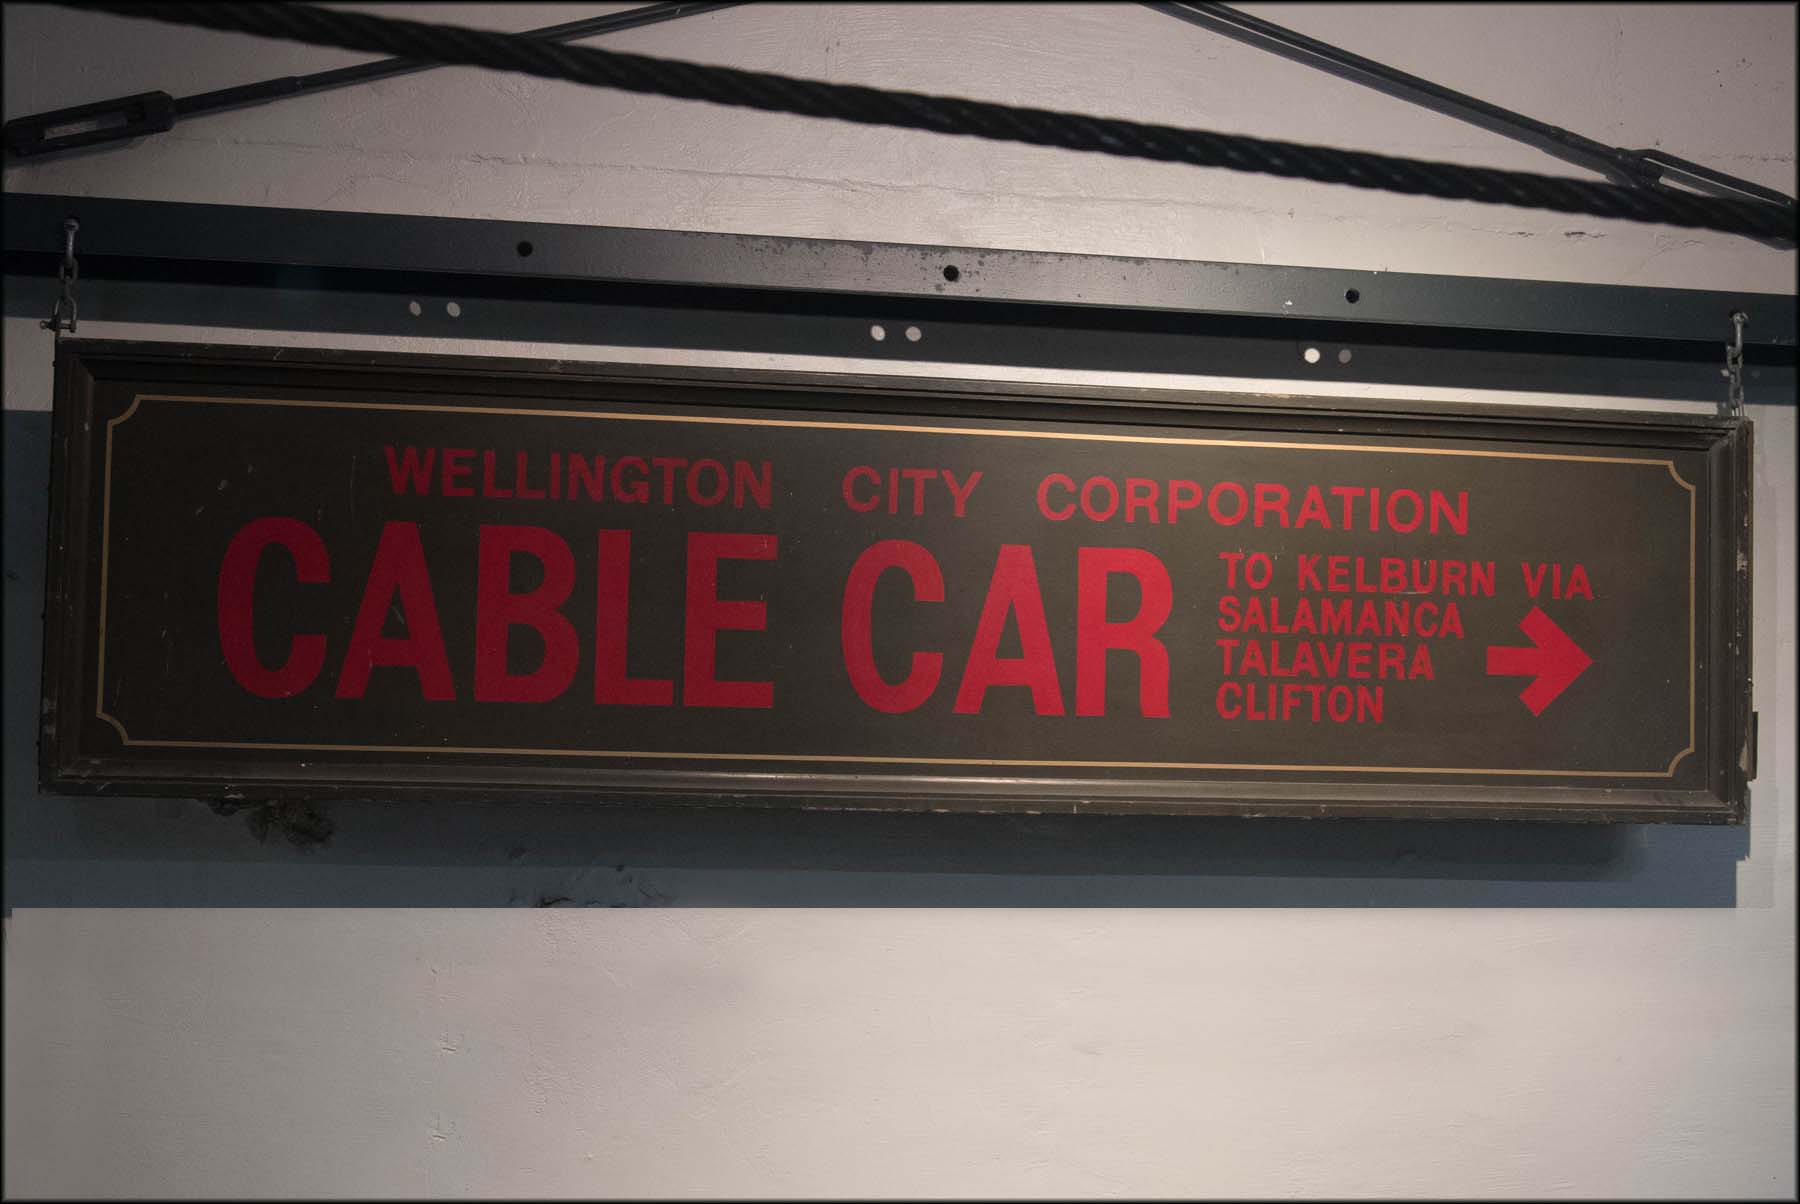 WELLINGTON CITY CORPORATION
CABLE CAR
TO KELBURN VIA
SALAMANCA
TALAVERA
CLIFTON